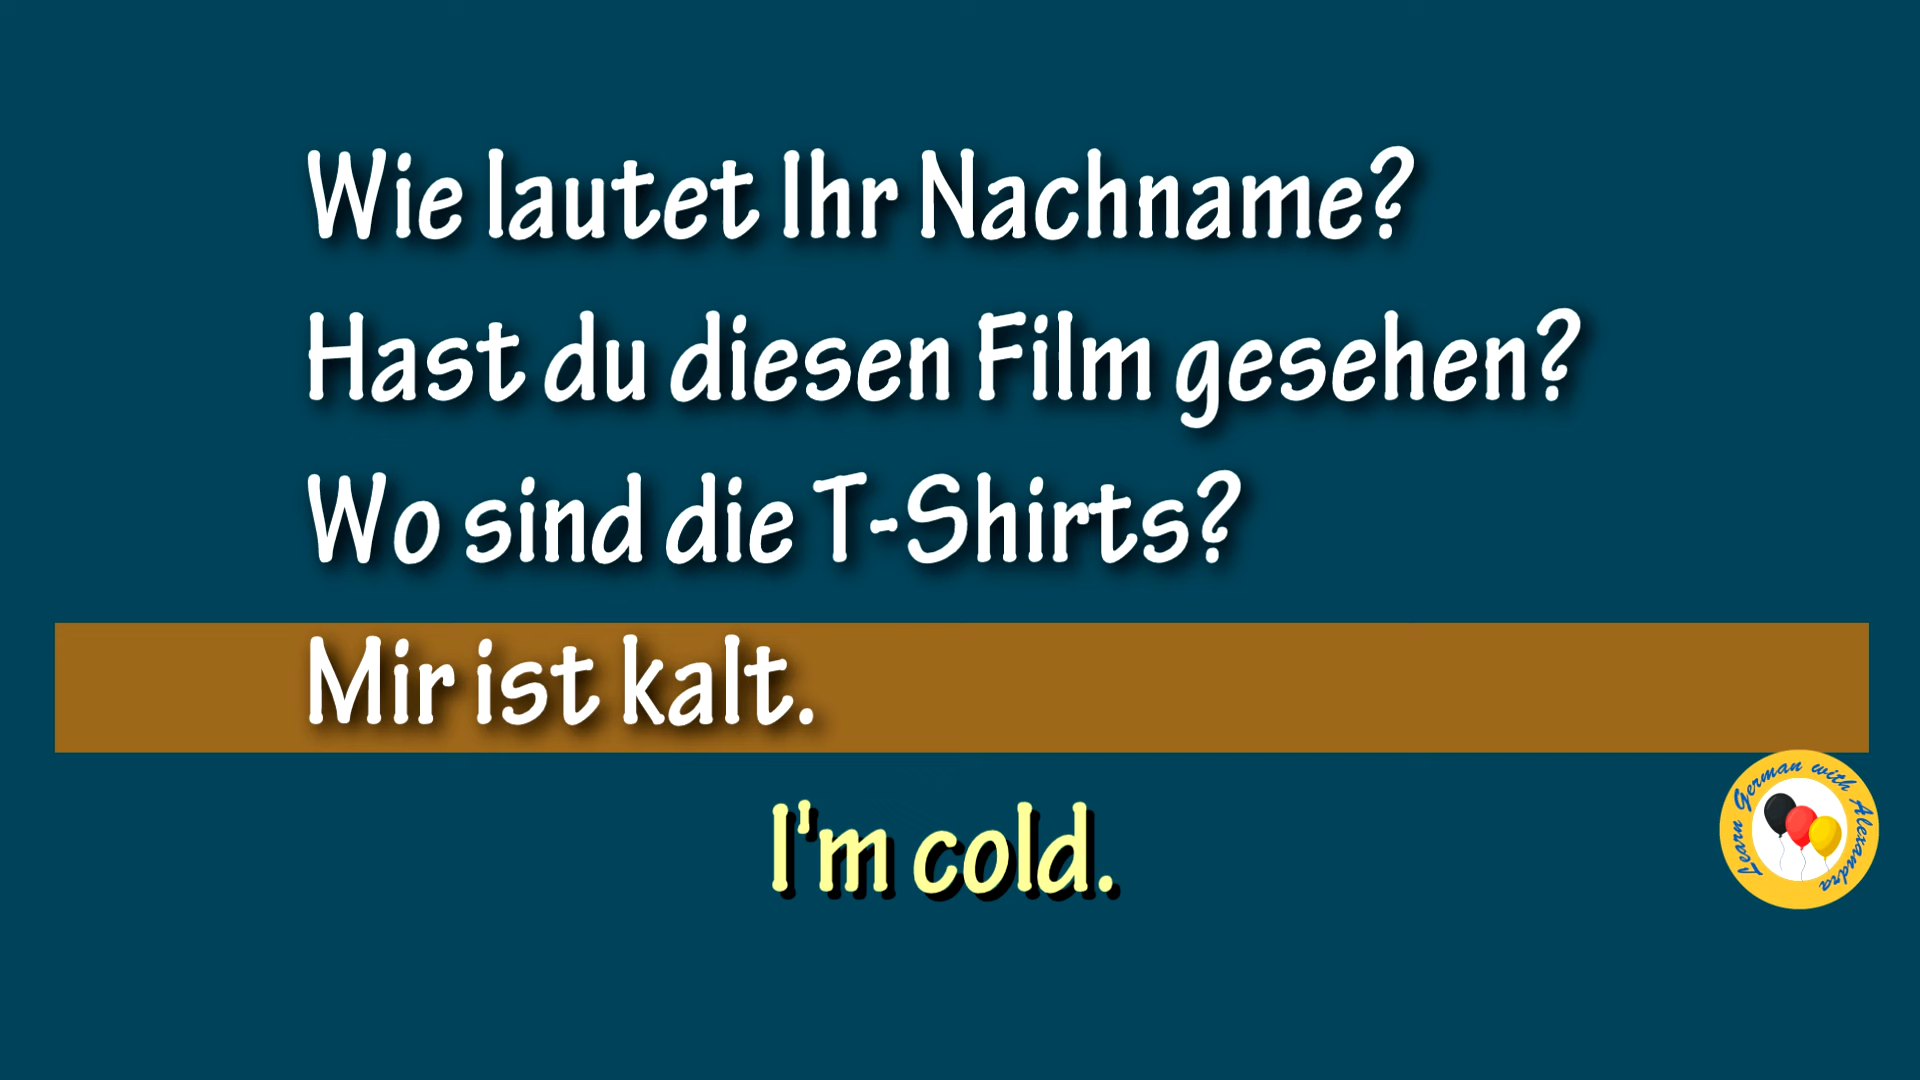 Wie lautet Ihr Nachname?
Hast du diesen Film gesehen?
Wo sind die T-Shirts?
Mir ist kalt.
I'm cold.
Learn German with Alexandra